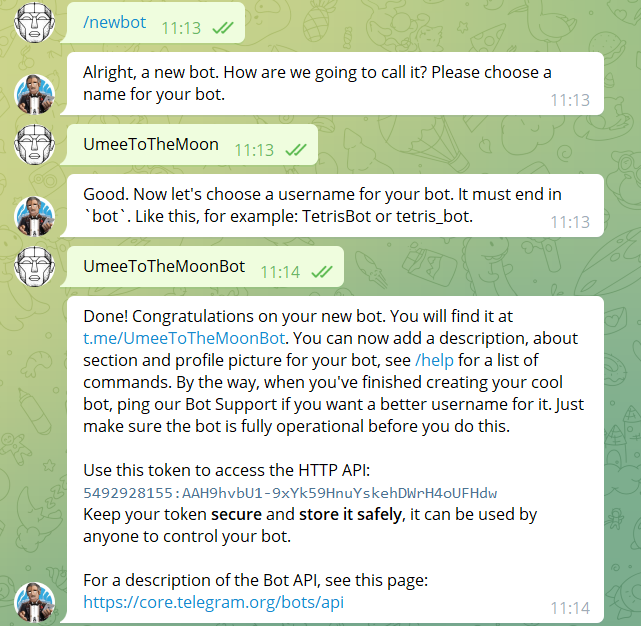 /newbot 11:13
Alright, a new bot. How are we going to call it? Please choose a
name for your bot.
11:13
UmeeToTheMoon 11:13
Good. Now let's choose a username for your bot. It must end in
`bot`. Like this, for example: TetrisBot or tetris_bot.
11:13
UmeeToTheMoonBot 11:14
Done! Congratulations on your new bot. You will find it at
t.me/UmeeToTheMoonBot. You can now add a description, about
section and profile picture for your bot, see /help for a list of
commands. By the way, when you've finished creating your cool
bot, ping our Bot Support if you want a better username for it. Just
make sure the bot is fully operational before you do this.
Use this token to access the HTTP API:
5492928155:AAH9hvbU1-9xYk59HnuYskehDWrH4oUFHdw
Keep your token secure and store it safely, it can be used by
anyone to control your bot.
For a description of the Bot API, see this page:
https://core.telegram.org/bots/api
11:14